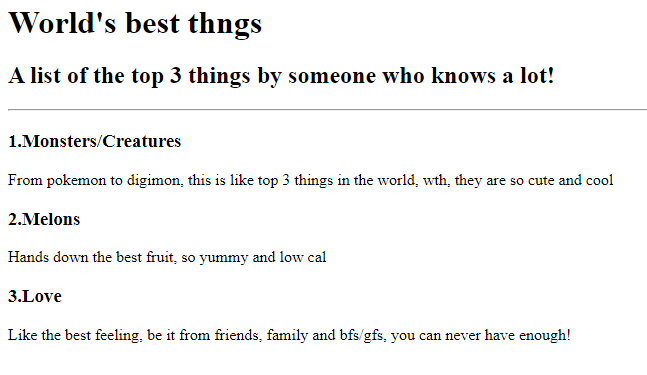 World's best thngs
A list of the top 3 things by someone who knows a lot!
1.Monsters/Creatures
From pokemon to digimon, this is like top 3 things in the world, wth, they are so cute and cool
2.Melons
Hands down the best fruit, so yummy and low cal
3.Love
Like the best feeling, be it from friends, family and bfs/gfs, you can never have enough!